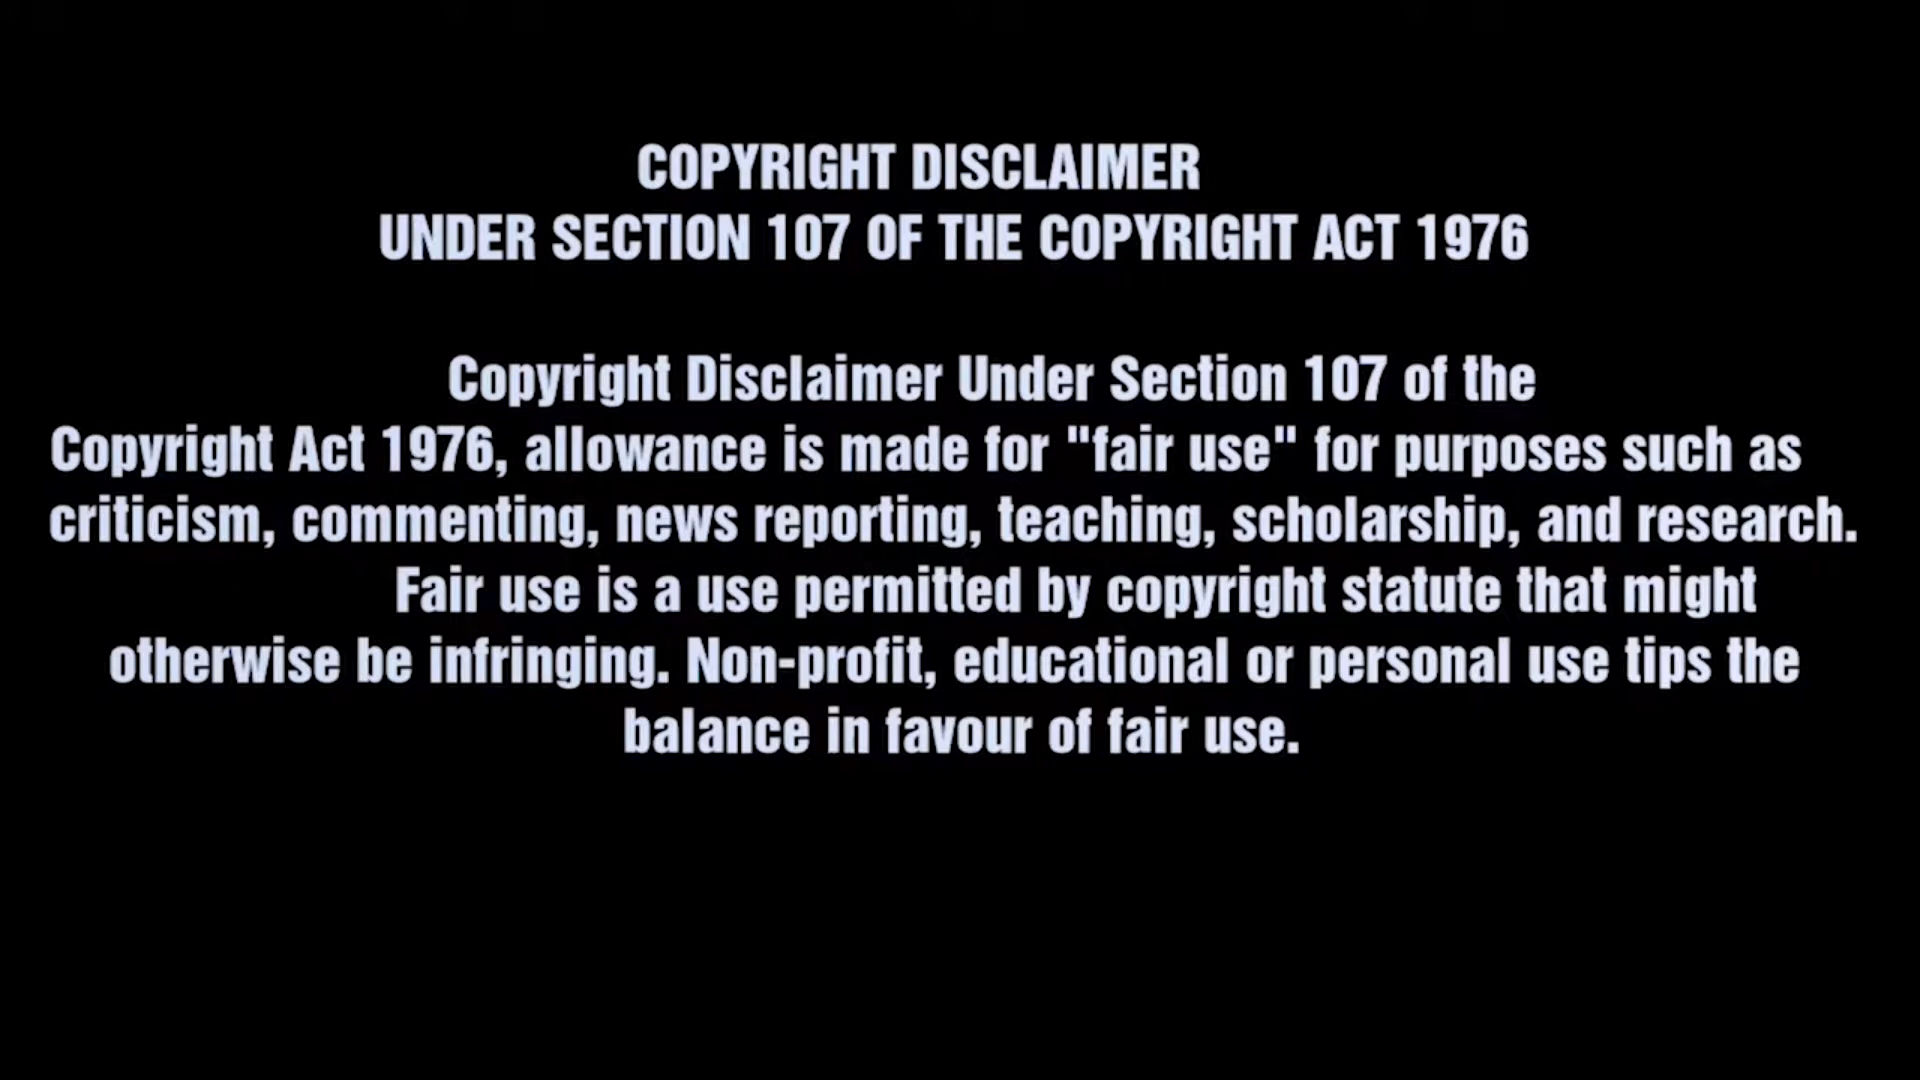 COPYRIGHT DISCLAIMER
UNDER SECTION 107 OF THE COPYRIGHT ACT 1976
Copyright Disclaimer Under Section 107 of the
Copyright Act 1976, allowance is made for "fair use" for purposes such as
criticism, commenting, news reporting, teaching, scholarship, and research.
Fair use is a use permitted by copyright statute that might
otherwise be infringing. Non-profit, educational or personal use tips the
balance in favour of fair use.